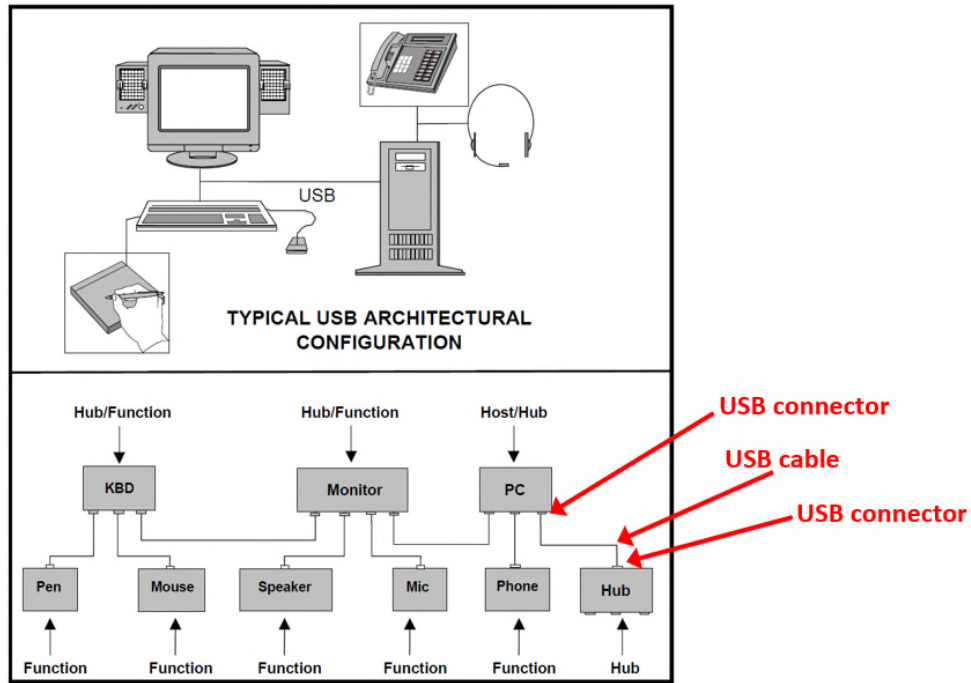 USB
TYPICAL USB ARCHITECTURAL
CONFIGURATION
Hub/Function
Hub/Function
Host/Hub
USB connector
USB cable
USB connector
KBD
Monitor
PC
Pen
Mouse
Speaker
Mic
Phone
Hub
Function
Function
Function
Function
Function
Hub